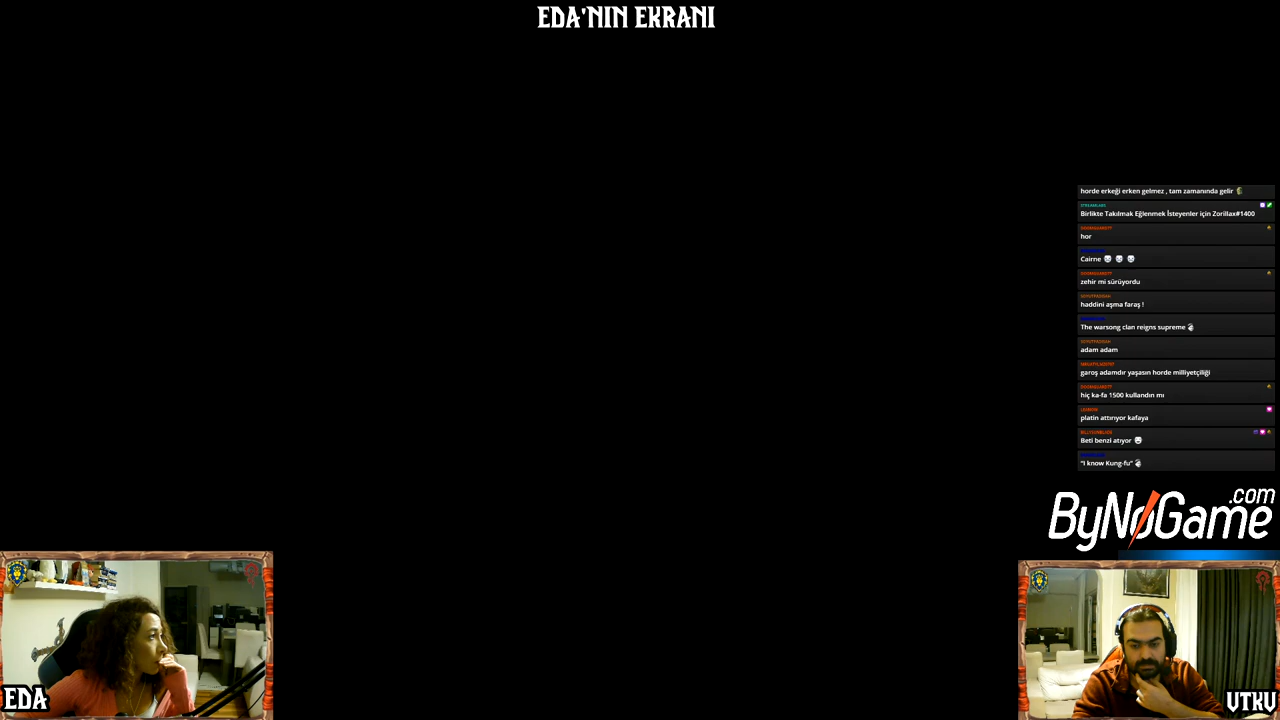 EDA'NIN EKRANI
horde erkeği erken gelmez , tam zamanında gelir
STREAMLABS
Birlikte Takılmak Eğlenmek İsteyenler için Zorillax#1400
hor
Cairne
zehir mi sürüyordu
haddini aşma faraş !
The warsong clan reigns supreme
adam adam
garoş adamdır yaşasın horde milliyetçiliği
hiç ka-fa 1500 kullandın mı
platin attırıyor kafaya
Beti benzi atıyor
"I know Kung-fu"
ByNoGame.com
EDA
UTKU